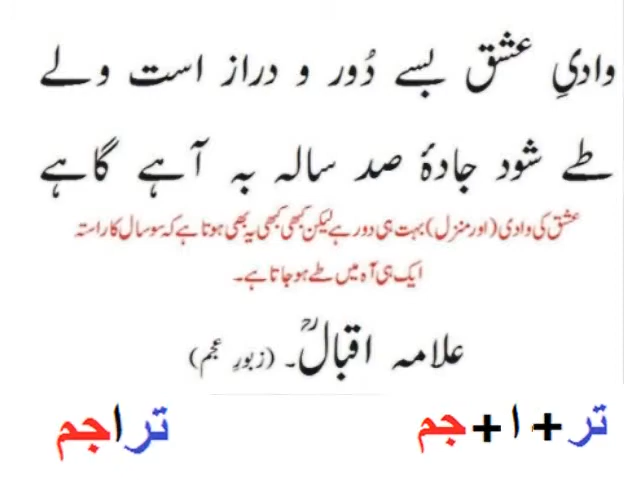 وادیِ عشق بسے دُور و دراز است ولے
طے شود جادۂ صد سالہ بہ آہے گاہے
عشق کی وادی (اور منزل) بہت ہی دور ہے لیکن کبھی کبھی یہ بھی ہوتا ہے کہ سو سال کا راستہ
ایک ہی آہ میں طے ہو جاتا ہے۔
علامہ اقبالؒ۔ (زبورِ عجم)
تر+ا+جم
تراجم